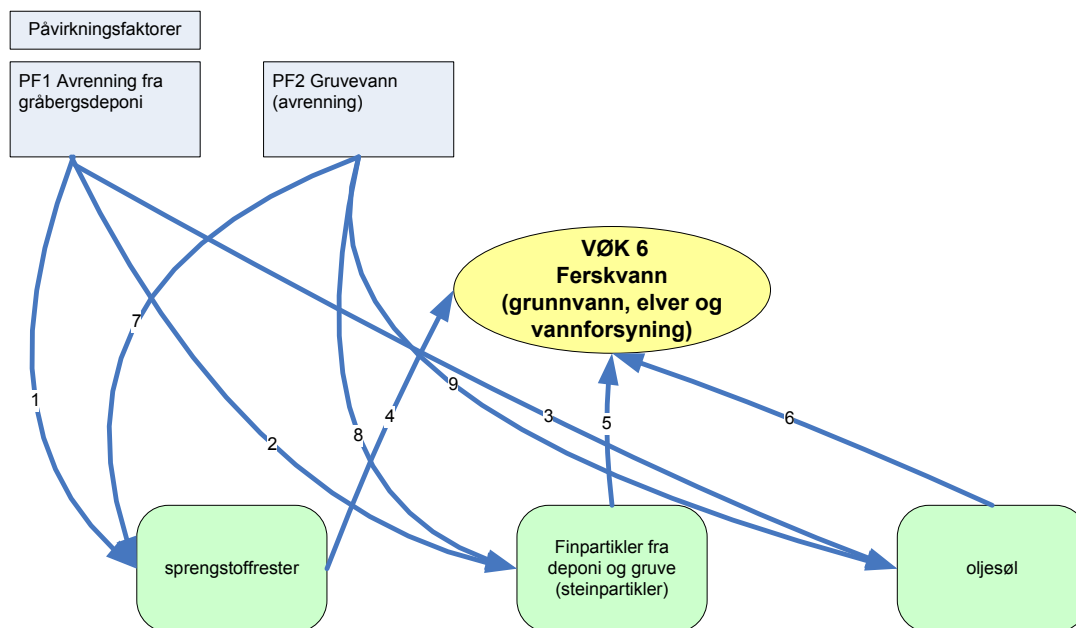 Påvirkningsfaktorer
PF1 Avrenning fra
gråbergsdeponi
PF2 Gruvevann
(avrenning)
VØK 6
Ferskvann
(grunnvann, elver og
vannforsyning)
7
1
2
8
4
9
5
3
6
sprengstoffrester
Finpartikler fra
deponi og gruve
(steinpartikler)
oljesøl